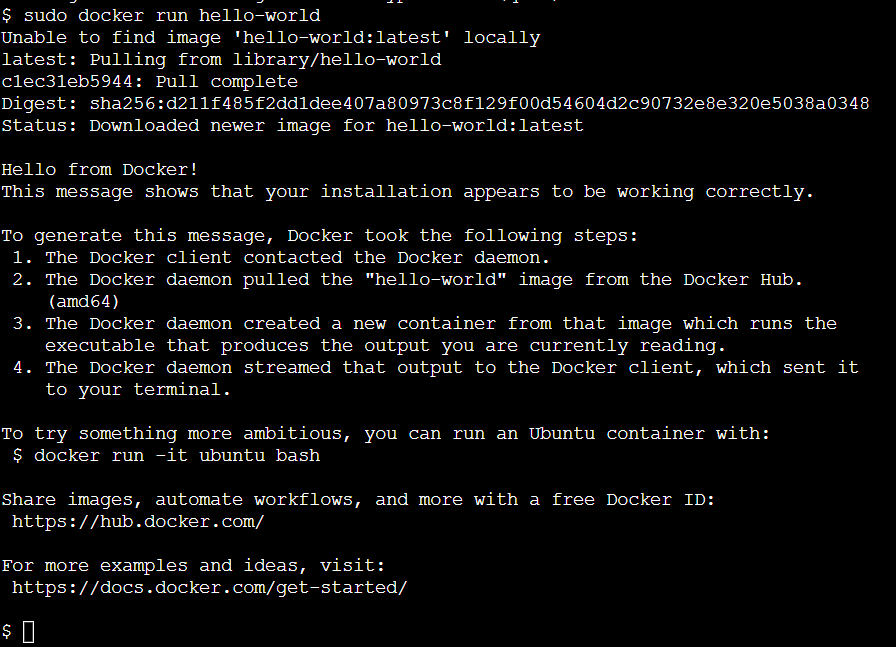 $ sudo docker run hello-world
Unable to find image 'hello-world:latest' locally
latest: Pulling from library/hello-world
c1ec31eb5944: Pull complete
Digest: sha256:d211f485f2dd1dee407a80973c8f129f00d54604d2c90732e8e320e5038a0348
Status: Downloaded newer image for hello-world:latest

Hello from Docker!
This message shows that your installation appears to be working correctly.

To generate this message, Docker took the following steps:
 1. The Docker client contacted the Docker daemon.
 2. The Docker daemon pulled the "hello-world" image from the Docker Hub.
    (amd64)
 3. The Docker daemon created a new container from that image which runs the
    executable that produces the output you are currently reading.
 4. The Docker daemon streamed that output to the Docker client, which sent it
    to your terminal.

To try something more ambitious, you can run an Ubuntu container with:
 $ docker run -it ubuntu bash

Share images, automate workflows, and more with a free Docker ID:
 https://hub.docker.com/

For more examples and ideas, visit:
 https://docs.docker.com/get-started/

$